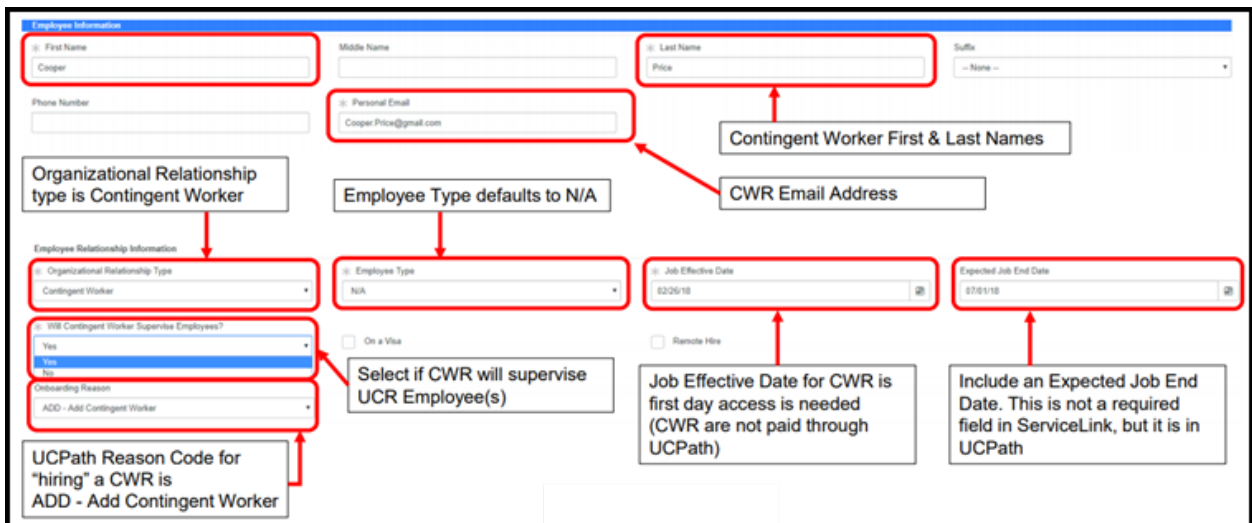 Employee Information
First Name
Middle Name
Last Name
Suffix
Cooper
Price
-- None --
Phone Number
Personal Email
Cooper.Price@gmail.com
Contingent Worker First & Last Names
Organizational Relationship
type is Contingent Worker
Employee Type defaults to N/A
CWR Email Address
Employee Relationship Information
Organizational Relationship Type
Employee Type
Job Effective Date
Expected Job End Date
Contingent Worker
N/A
02/26/18
07/01/18
Will Contingent Worker Supervise Employees?
On a Visa
Remote Hire
Yes
Yes
No
Select if CWR will supervise
UCR Employee(s)
Job Effective Date for CWR is
first day access is needed
(CWR are not paid through
UCPath)
Include an Expected Job End
Date. This is not a required
field in ServiceLink, but it is in
UCPath
Onboarding Reason
ADD - Add Contingent Worker
UCPath Reason Code for
“hiring” a CWR is
ADD - Add Contingent Worker